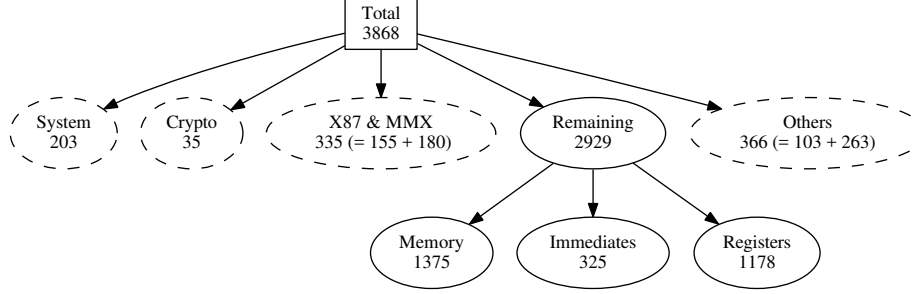 Total
3868
System
203
Crypto
35
X87 & MMX
335 (= 155 + 180)
Remaining
2929
Others
366 (= 103 + 263)
Memory
1375
Immediates
325
Registers
1178